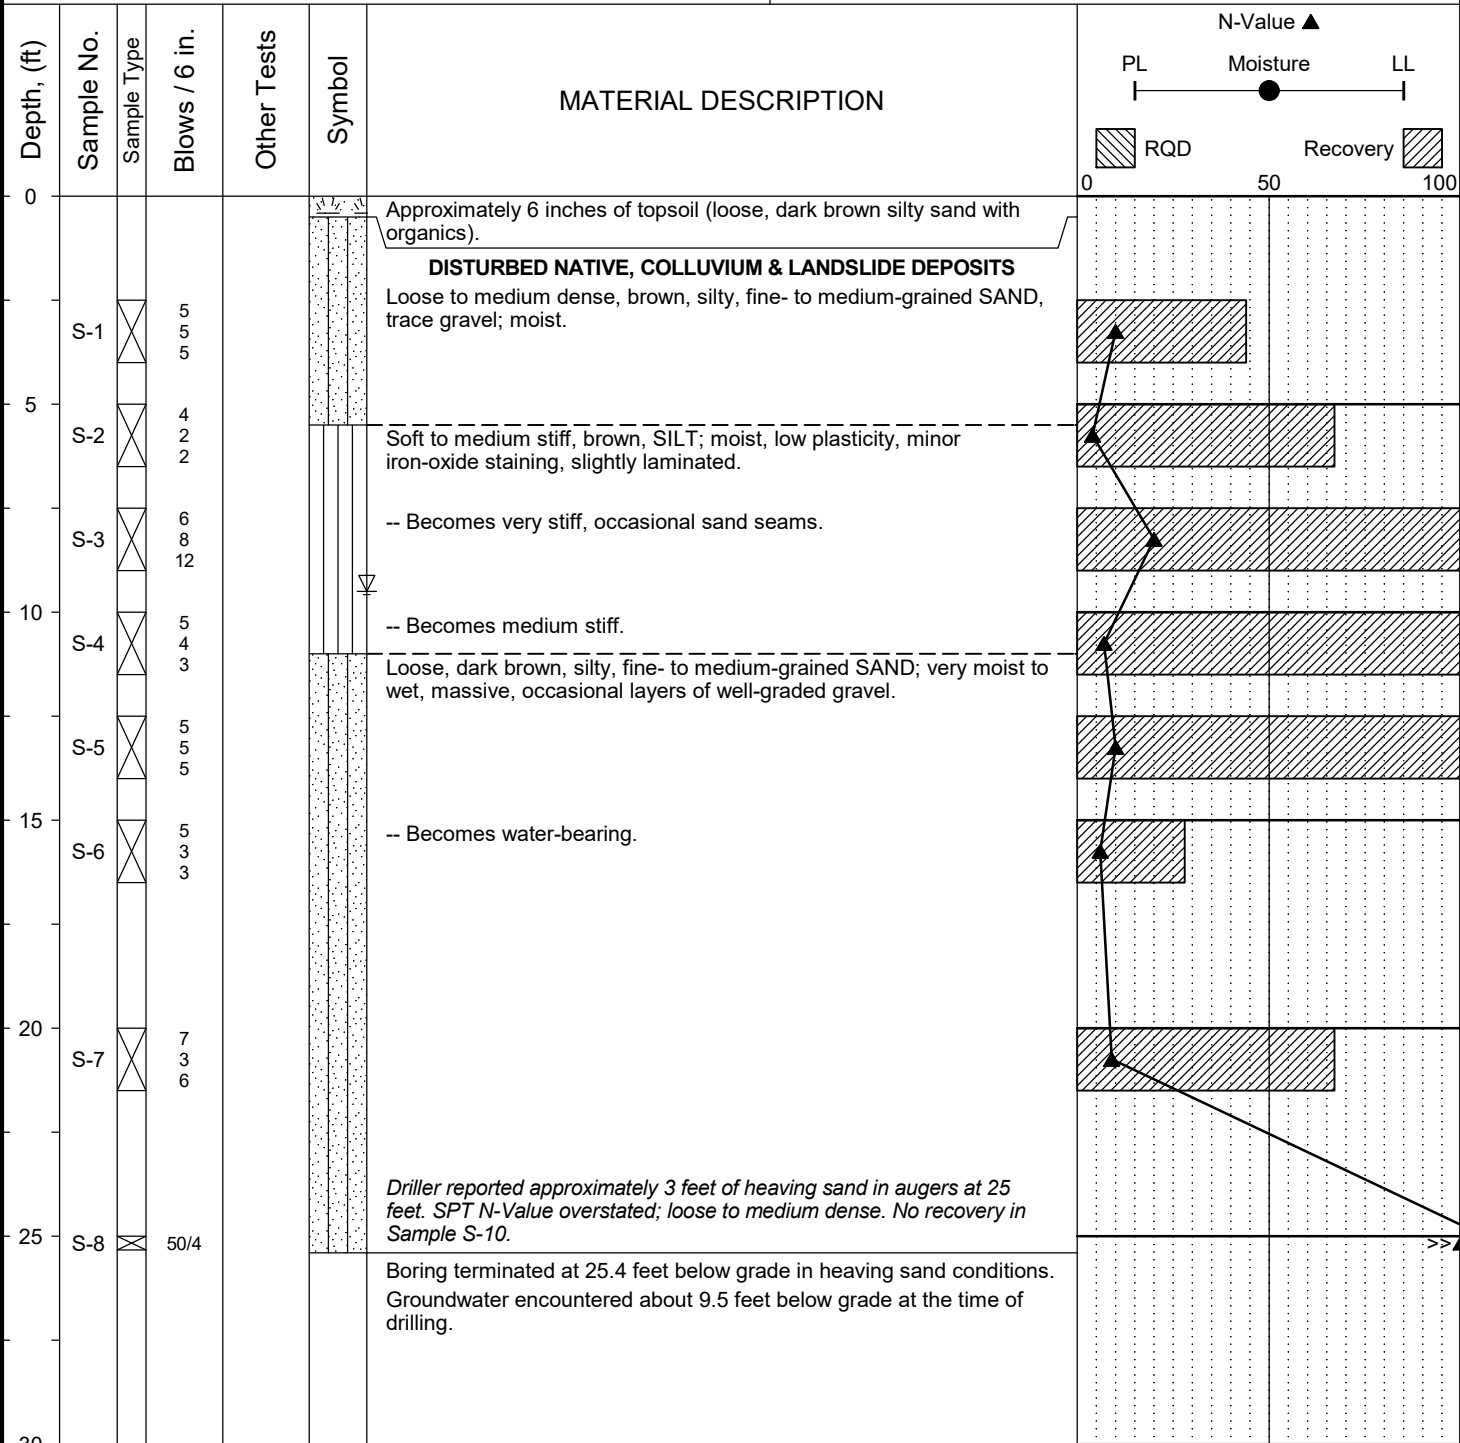 Depth, (ft)
Sample No.
Sample Type
Blows / 6 in.
Other Tests
Symbol
MATERIAL DESCRIPTION
N-Value
PL Moisture LL
RQD Recovery
0 50 100
0
Approximately 6 inches of topsoil (loose, dark brown silty sand with
organics).
DISTURBED NATIVE, COLLUVIUM & LANDSLIDE DEPOSITS
Loose to medium dense, brown, silty, fine- to medium-grained SAND,
trace gravel; moist.
S-1
5
5
5
5
S-2
4
2
2
Soft to medium stiff, brown, SILT; moist, low plasticity, minor
iron-oxide staining, slightly laminated.
S-3
6
8
12
-- Becomes very stiff, occasional sand seams.
10
S-4
5
4
3
-- Becomes medium stiff.
Loose, dark brown, silty, fine- to medium-grained SAND; very moist to
wet, massive, occasional layers of well-graded gravel.
S-5
5
5
5
15
S-6
5
3
3
-- Becomes water-bearing.
20
S-7
7
3
6
Driller reported approximately 3 feet of heaving sand in augers at 25
feet. SPT N-Value overstated; loose to medium dense. No recovery in
Sample S-10.
25 S-8 50/4 >>
Boring terminated at 25.4 feet below grade in heaving sand conditions.
Groundwater encountered about 9.5 feet below grade at the time of
drilling.
30